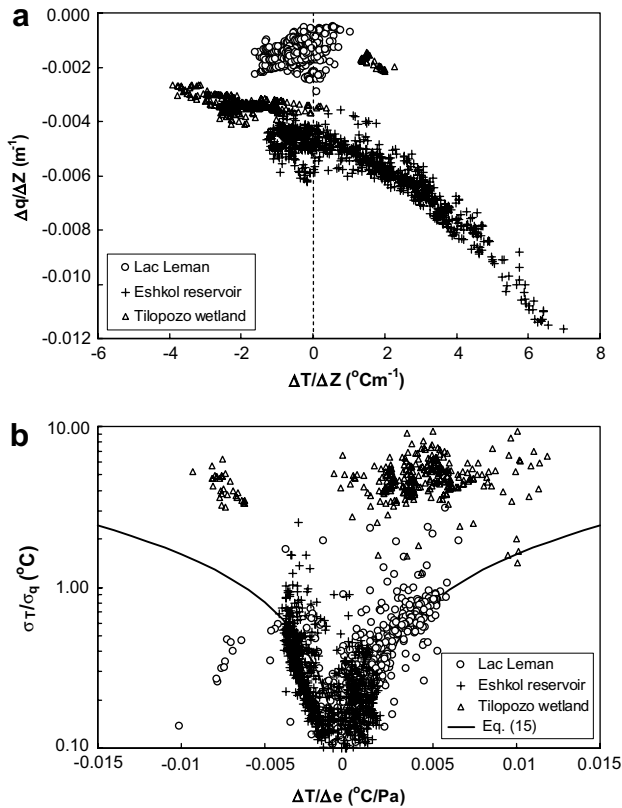 a
0.000
-0.002
-0.004
-0.006
-0.008
-0.010
-0.012
Δq/ΔZ (m⁻¹)
Lac Leman
Eshkol reservoir
Tilopozo wetland
-6 -4 -2 0 2 4 6 8
ΔT/ΔZ (°Cm⁻¹)
b
10.00
1.00
0.10
σT/σq (°C)
Lac Leman
Eshkol reservoir
Tilopozo wetland
Eq. (15)
-0.015 -0.01 -0.005 0 0.005 0.01 0.015
ΔT/Δe (°C/Pa)